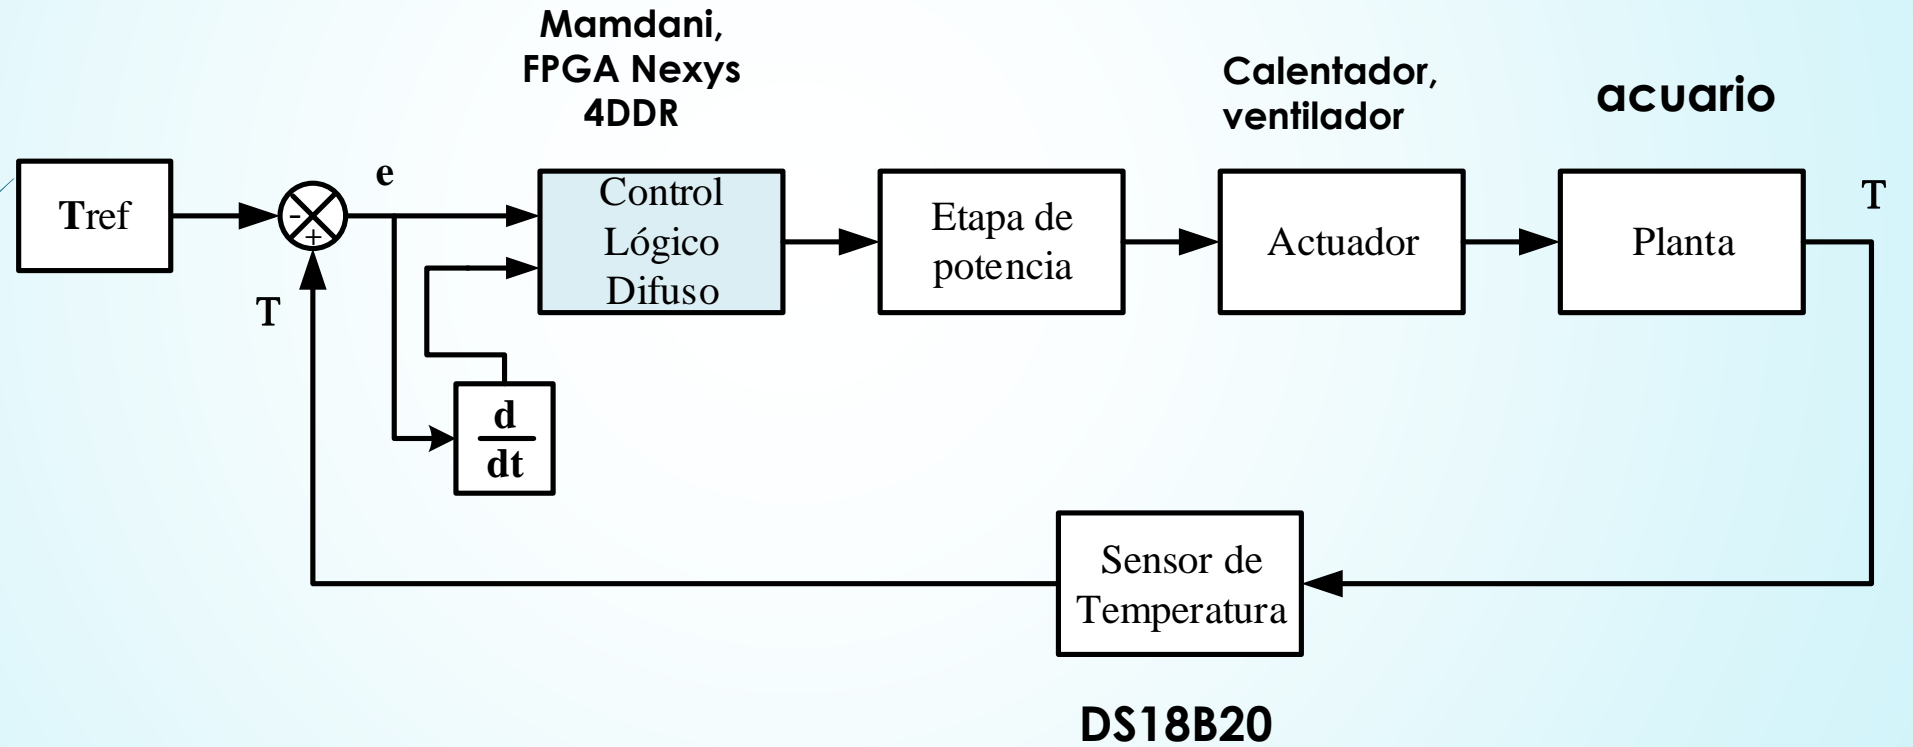 Mamdani,
FPGA Nexys
4DDR
Calentador,
ventilador
acuario
Tref
-
+
e
T
Control
Lógico
Difuso
Etapa de
potencia
Actuador
Planta
T
d
dt
Sensor de
Temperatura
DS18B20